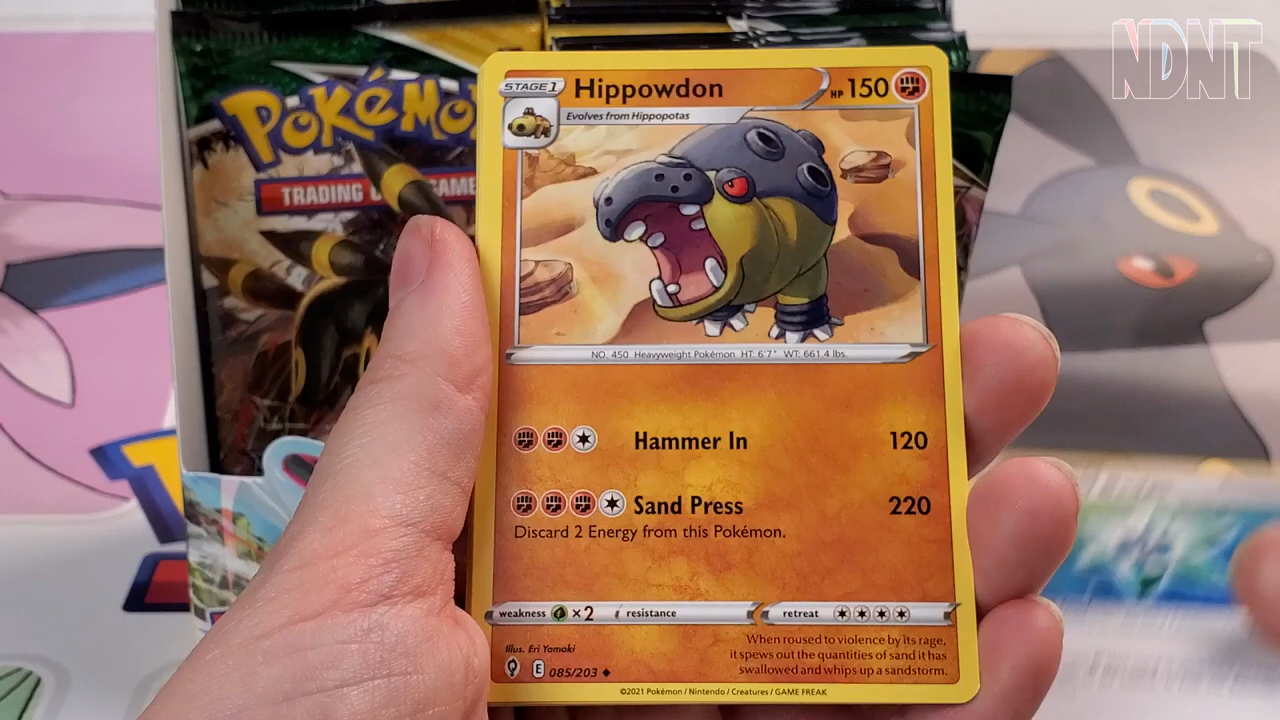 NDNT
POKéMO
TRADING C GAME
STAGE1
Hippowdon
HP 150
Evolves from Hippopotas
NO. 450 Heavyweight Pokémon HT: 6'7" WT: 661.4 lbs.
Hammer In 120
Sand Press 220
Discard 2 Energy from this Pokémon.
weakness ×2 resistance retreat
When roused to violence by its rage,
it spews out the quantities of sand it has
swallowed and whips up a sandstorm.
Illus. Eri Yamaki
E 085/203
©2021 Pokémon / Nintendo / Creatures / GAME FREAK